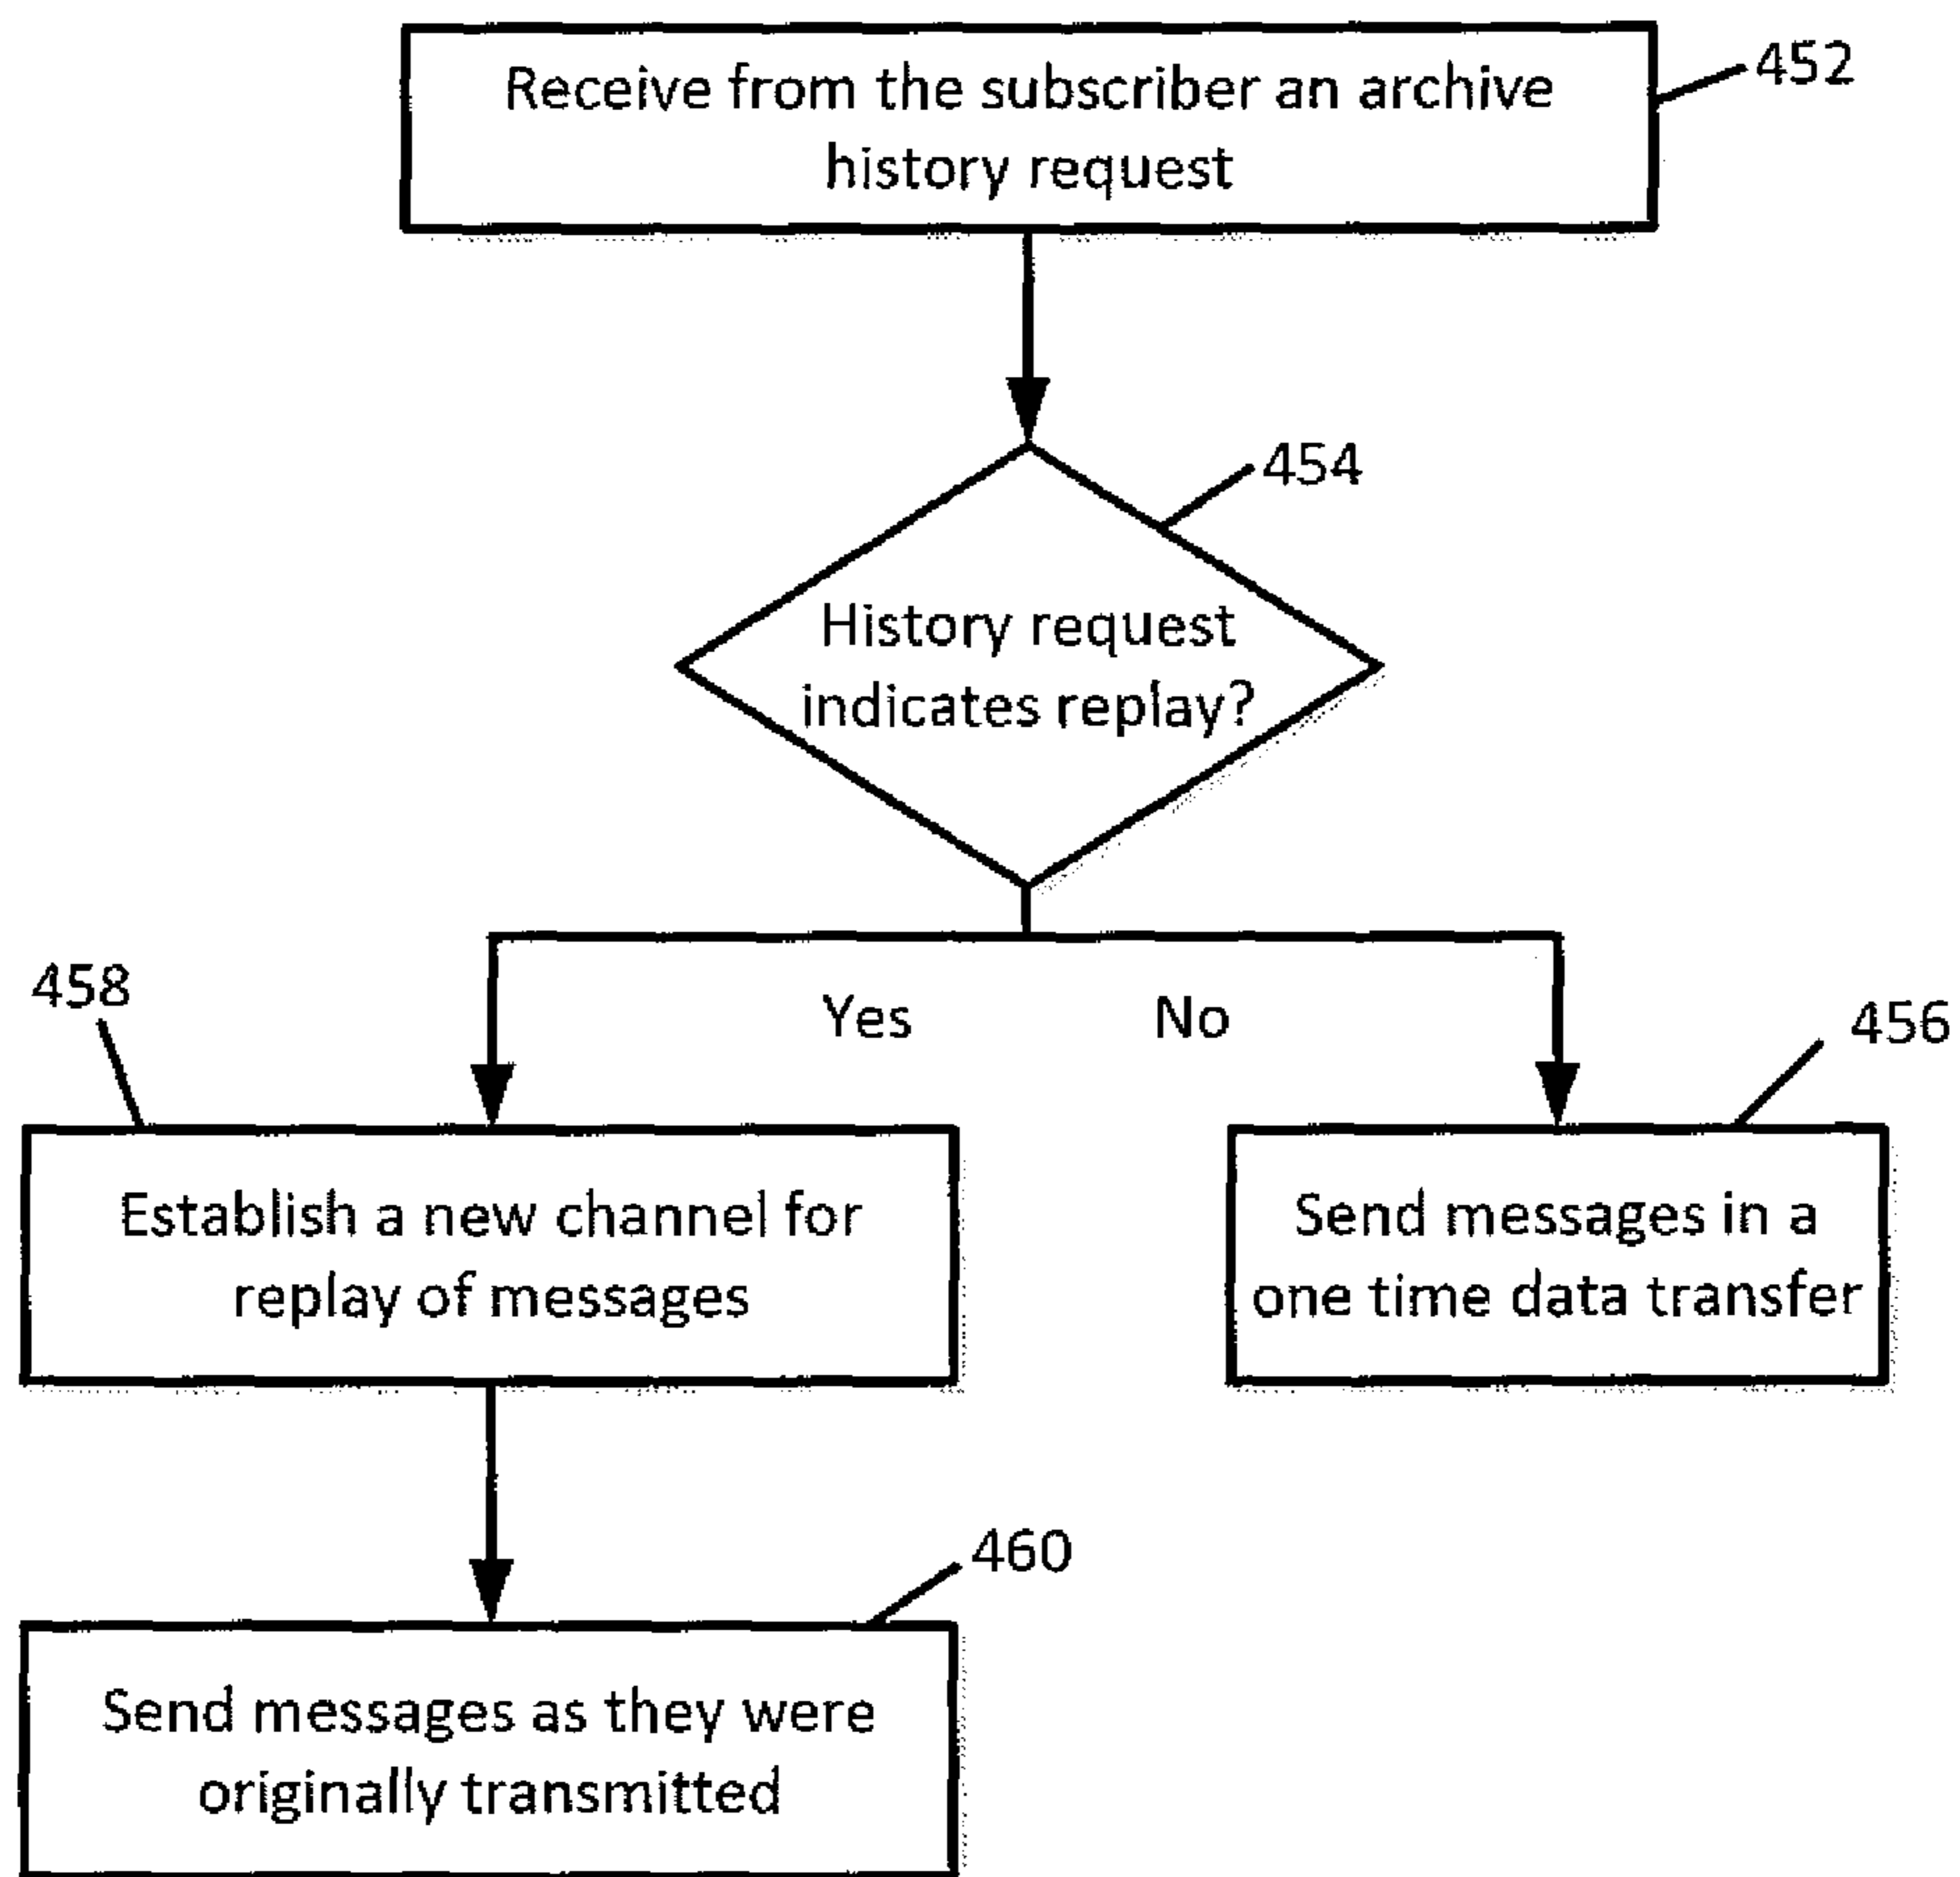 Receive from the subscriber an archive
history request
452
454
History request
indicates replay?
Yes
No
458
456
Establish a new channel for
replay of messages
Send messages in a
one time data transfer
460
Send messages as they were
originally transmitted